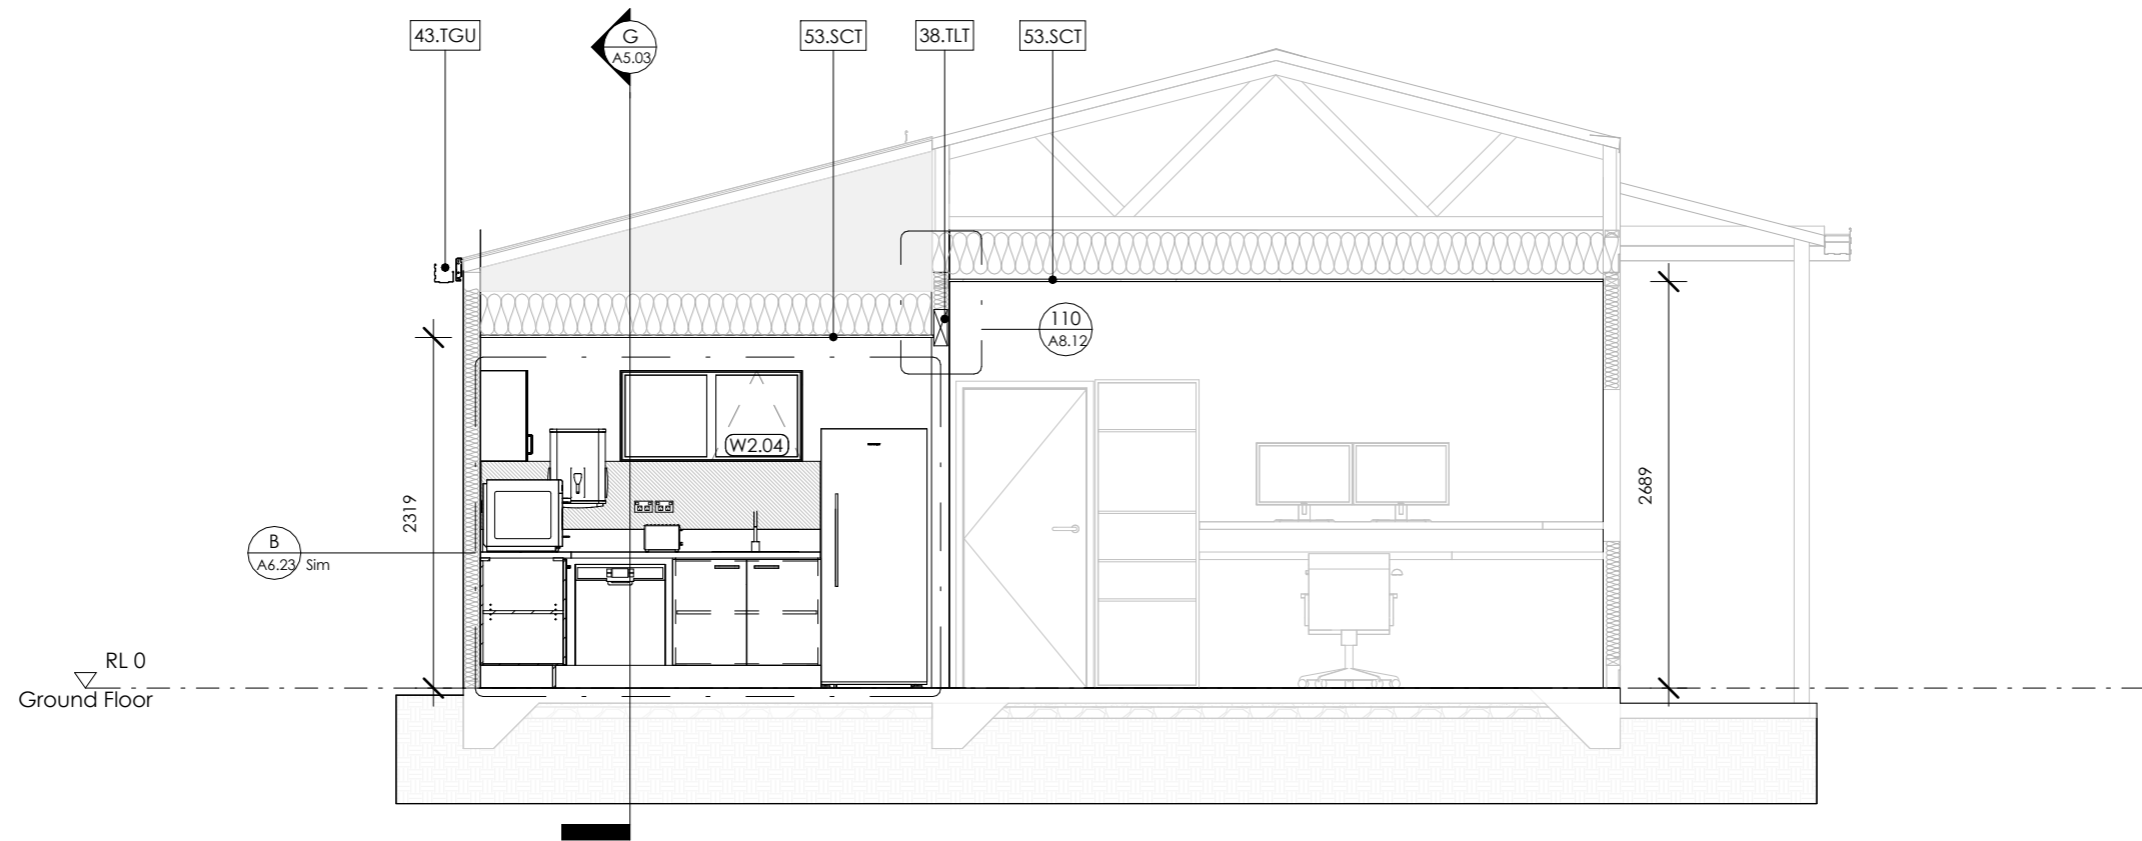 43.TGU
G
A5.03
53.SCT
38.TLT
53.SCT
110
A8.12
W2.04
2319
2689
B
A6.23 Sim
RL 0
Ground Floor